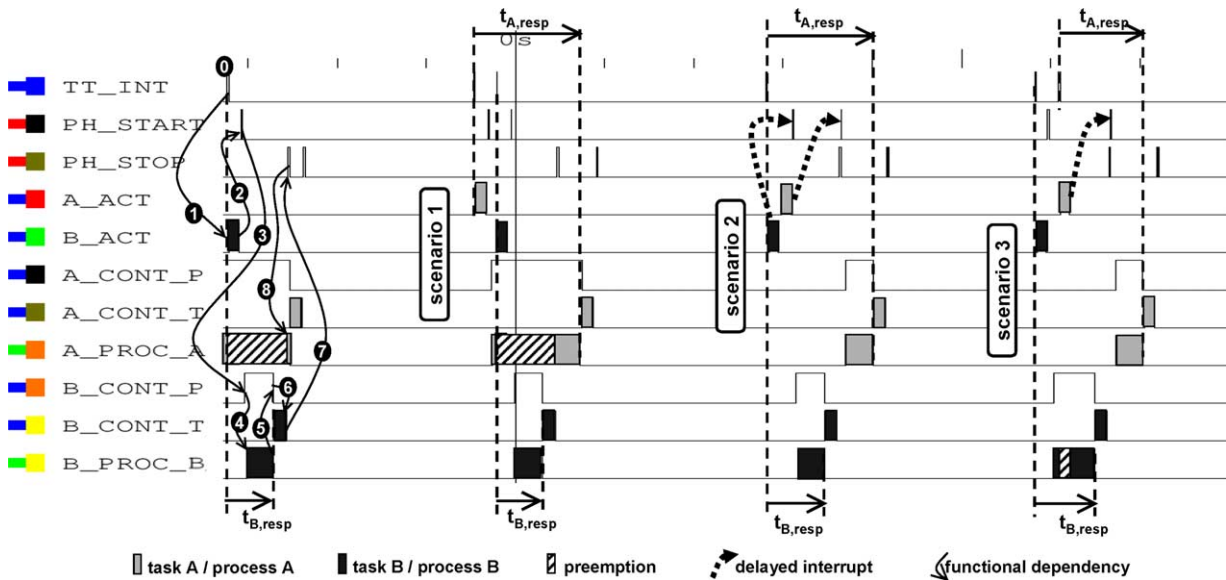 tA,resp
tA,resp
tA,resp
0s
0
TT_INT
PH_START
PH_STOP
A_ACT
2
1
B_ACT
3
A_CONT_P
8
A_CONT_T
A_PROC_A
7
B_CONT_P
6
B_CONT_T
4
5
B_PROC_B
scenario 1
scenario 2
scenario 3
tB,resp
tB,resp
tB,resp
tB,resp
task A / process A
task B / process B
preemption
delayed interrupt
functional dependency